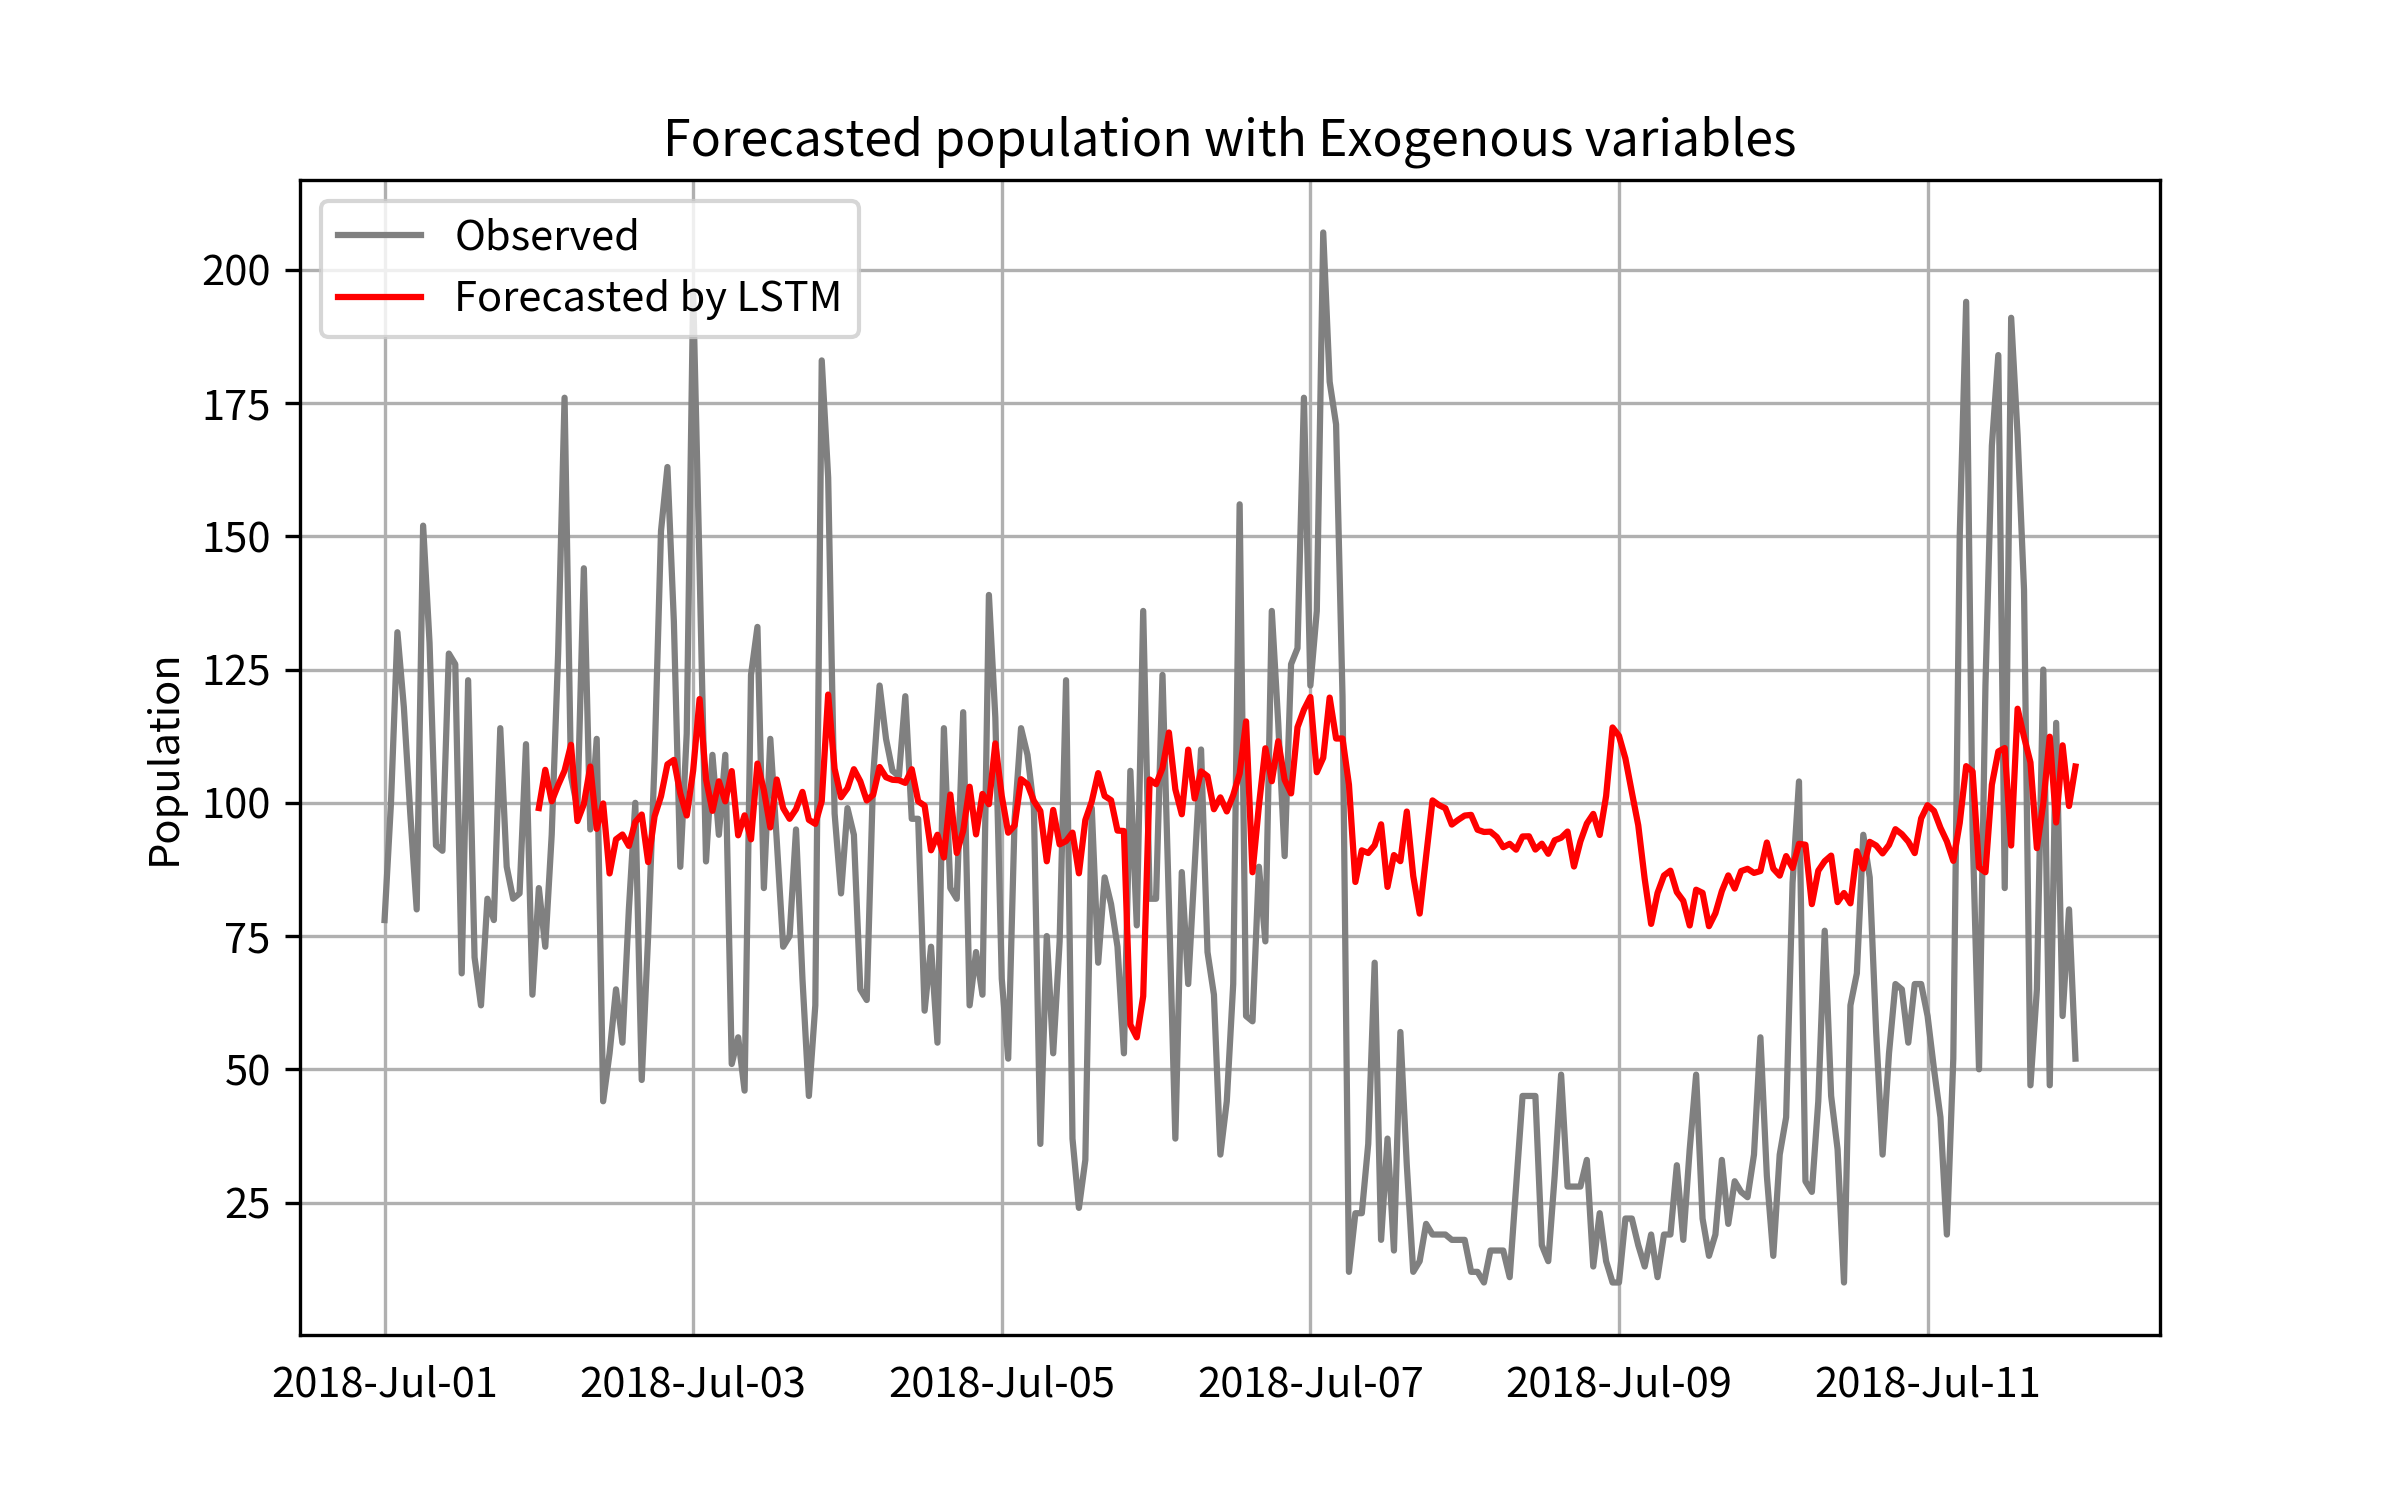 Forecasted population with Exogenous variables
Observed
Forecasted by LSTM
Population
200
175
150
125
100
75
50
25
2018-Jul-01
2018-Jul-03
2018-Jul-05
2018-Jul-07
2018-Jul-09
2018-Jul-11